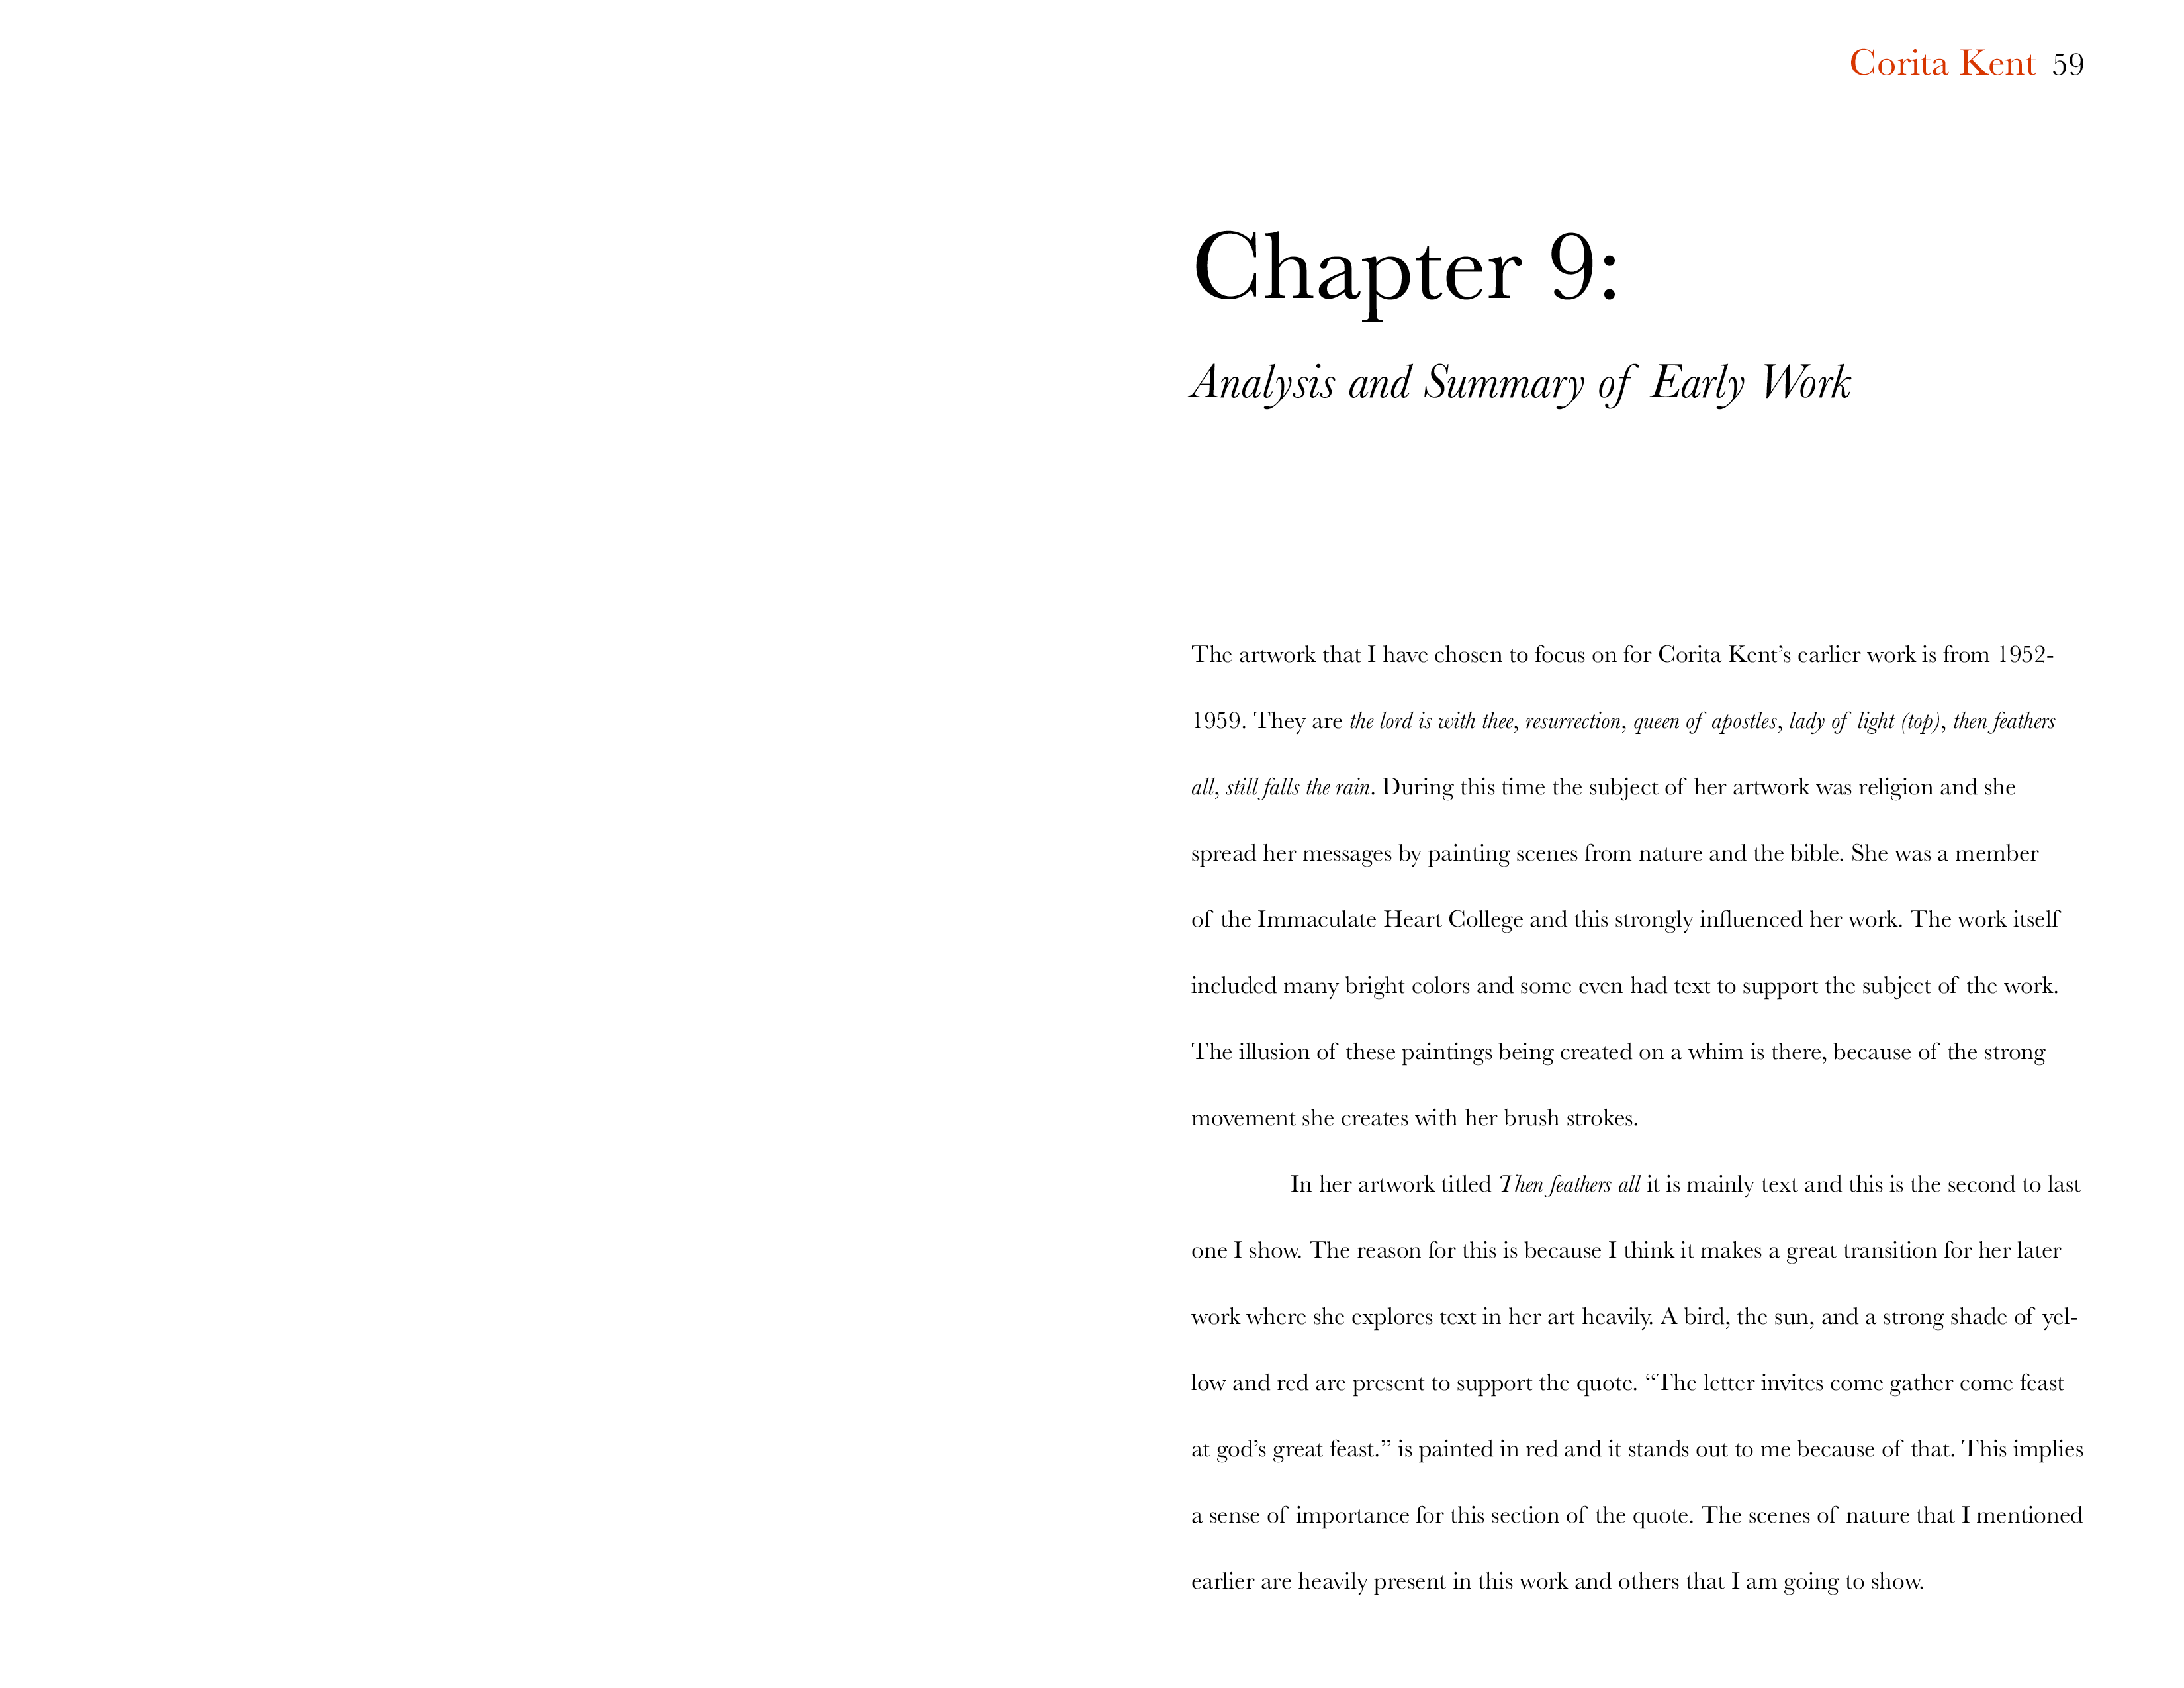 Corita Kent 59
Chapter 9:
Analysis and Summary of Early Work
The artwork that I have chosen to focus on for Corita Kent’s earlier work is from 1952-
1959. They are the lord is with thee, resurrection, queen of apostles, lady of light (top), then feathers
all, still falls the rain. During this time the subject of her artwork was religion and she
spread her messages by painting scenes from nature and the bible. She was a member
of the Immaculate Heart College and this strongly influenced her work. The work itself
included many bright colors and some even had text to support the subject of the work.
The illusion of these paintings being created on a whim is there, because of the strong
movement she creates with her brush strokes.
In her artwork titled Then feathers all it is mainly text and this is the second to last
one I show. The reason for this is because I think it makes a great transition for her later
work where she explores text in her art heavily. A bird, the sun, and a strong shade of yel-
low and red are present to support the quote. “The letter invites come gather come feast
at god’s great feast.” is painted in red and it stands out to me because of that. This implies
a sense of importance for this section of the quote. The scenes of nature that I mentioned
earlier are heavily present in this work and others that I am going to show.